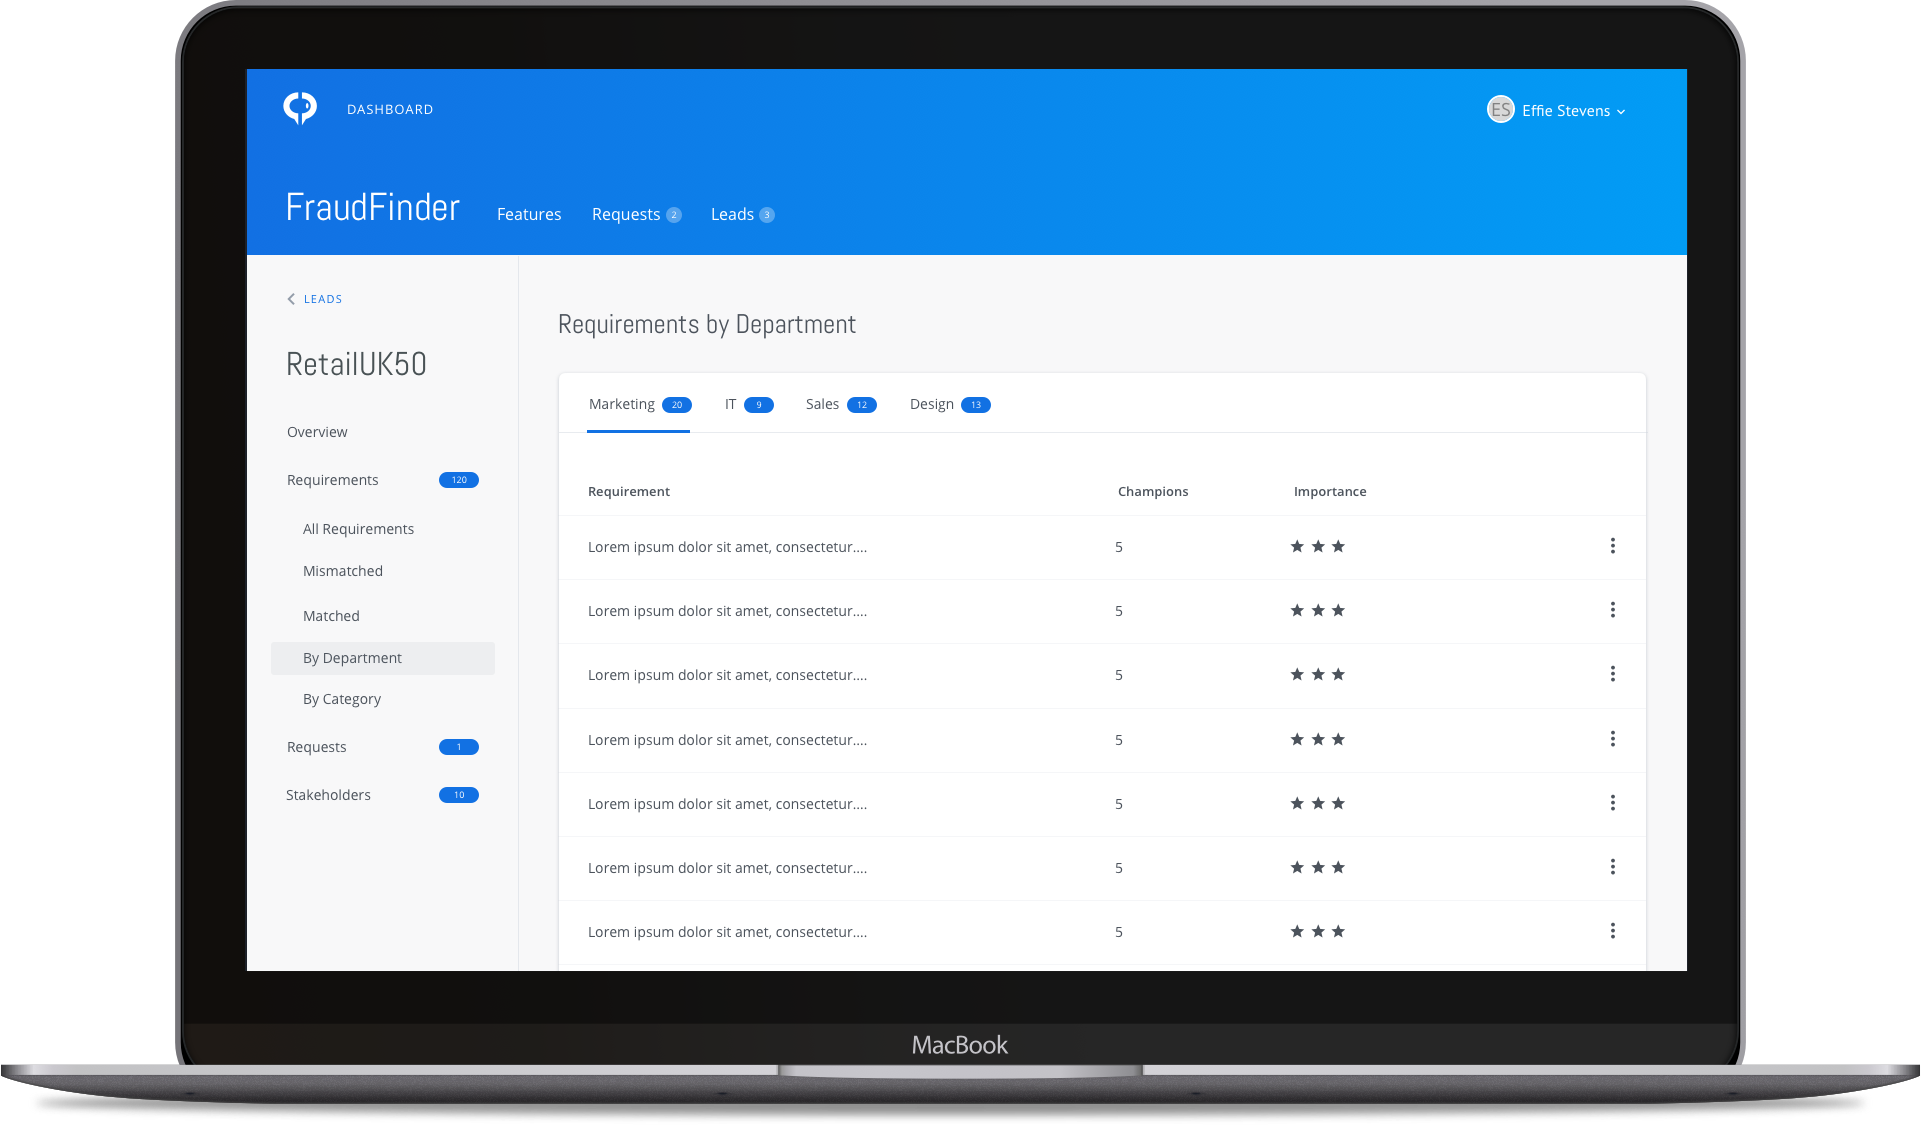 DASHBOARD
ES Effie Stevens
FraudFinder Features Requests 2 Leads 3
LEADS
RetailUK50
Overview
Requirements 120
All Requirements
Mismatched
Matched
By Department
By Category
Requests 1
Stakeholders 10
Requirements by Department
Marketing 20 IT 9 Sales 12 Design 13
Requirement Champions Importance
Lorem ipsum dolor sit amet, consectetur.... 5
Lorem ipsum dolor sit amet, consectetur.... 5
Lorem ipsum dolor sit amet, consectetur.... 5
Lorem ipsum dolor sit amet, consectetur.... 5
Lorem ipsum dolor sit amet, consectetur.... 5
Lorem ipsum dolor sit amet, consectetur.... 5
Lorem ipsum dolor sit amet, consectetur.... 5
MacBook